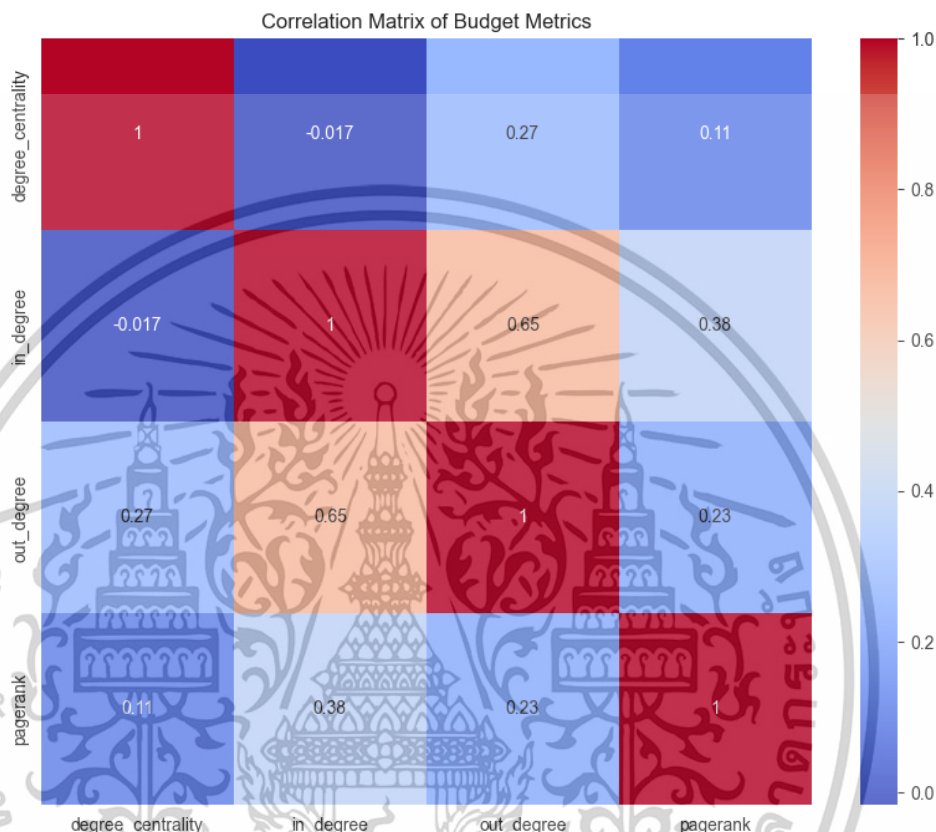 Correlation Matrix of Budget Metrics
degree_centrality 1 -0.017 0.27 0.11
in_degree -0.017 1 0.65 0.38
out_degree 0.27 0.65 1 0.23
pagerank 0.11 0.38 0.23 1
degree_centrality in_degree out_degree pagerank
1.0
0.8
0.6
0.4
0.2
0.0